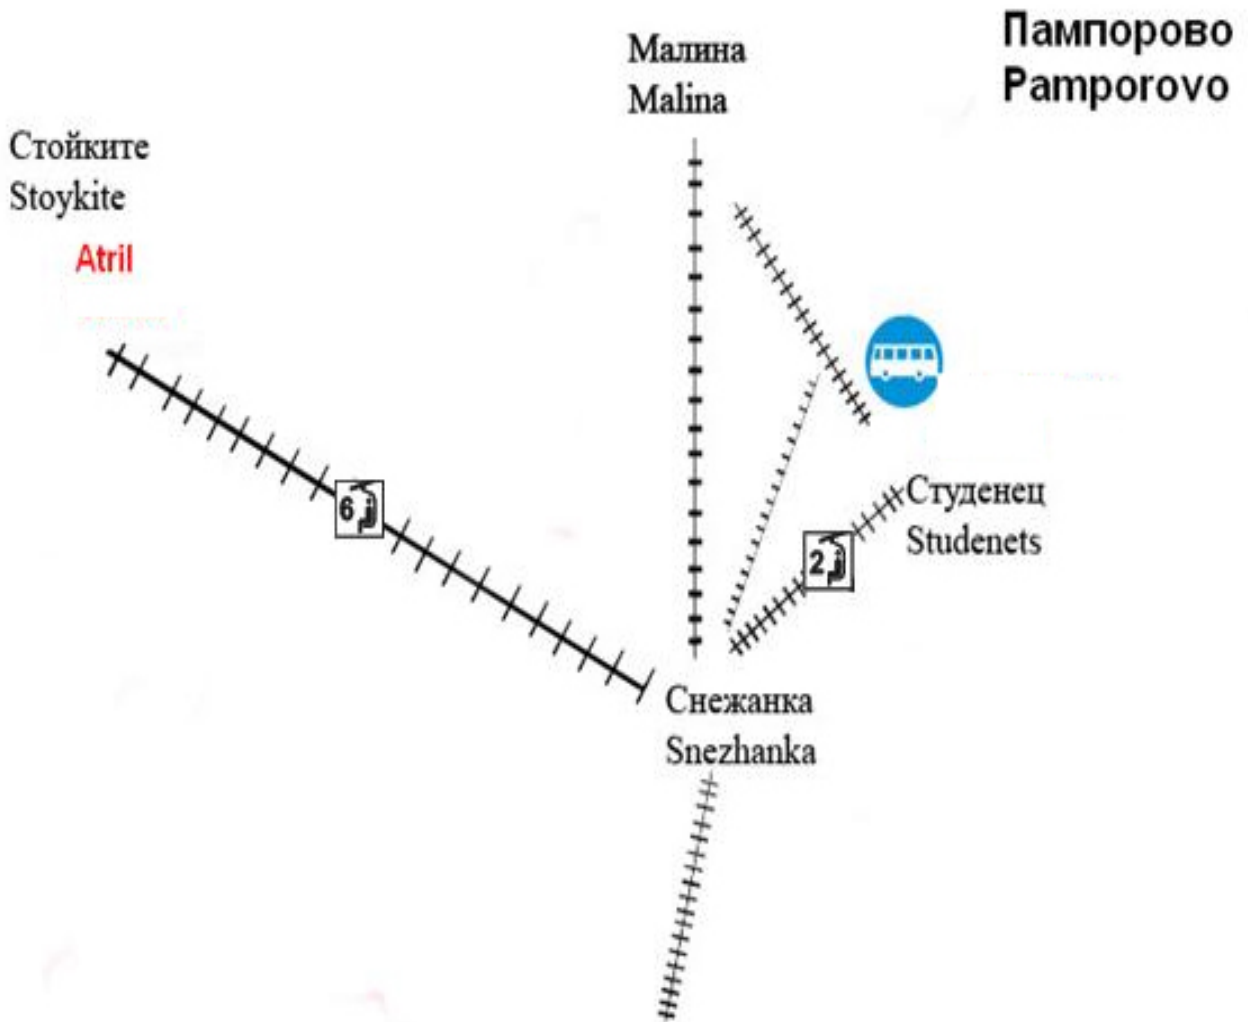 Пампорово
Pamporovo
Малина
Malina
Стойките
Stoykite
Atril
6
2
Студенец
Studenets
Снежанка
Snezhanka